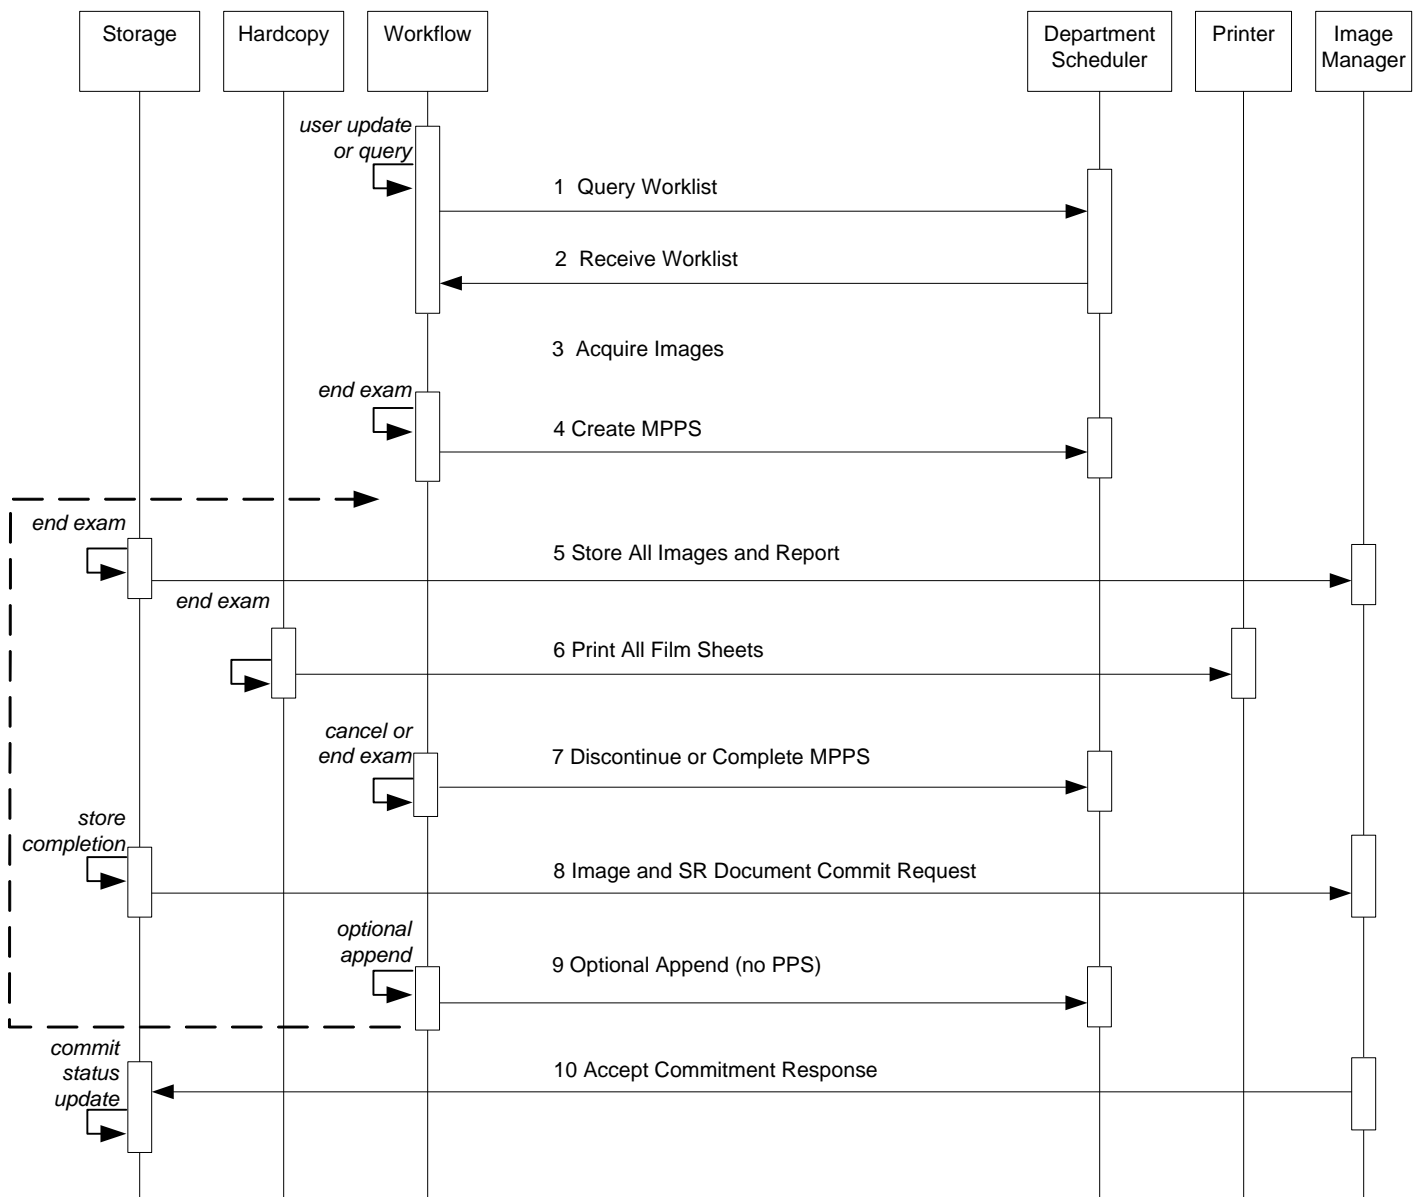 Storage
Hardcopy
Workflow
Department
Scheduler
Printer
Image
Manager
user update
or query
1 Query Worklist
2 Receive Worklist
3 Acquire Images
end exam
4 Create MPPS
end exam
5 Store All Images and Report
end exam
6 Print All Film Sheets
cancel or
end exam
7 Discontinue or Complete MPPS
store
completion
8 Image and SR Document Commit Request
optional
append
9 Optional Append (no PPS)
commit
status
update
10 Accept Commitment Response